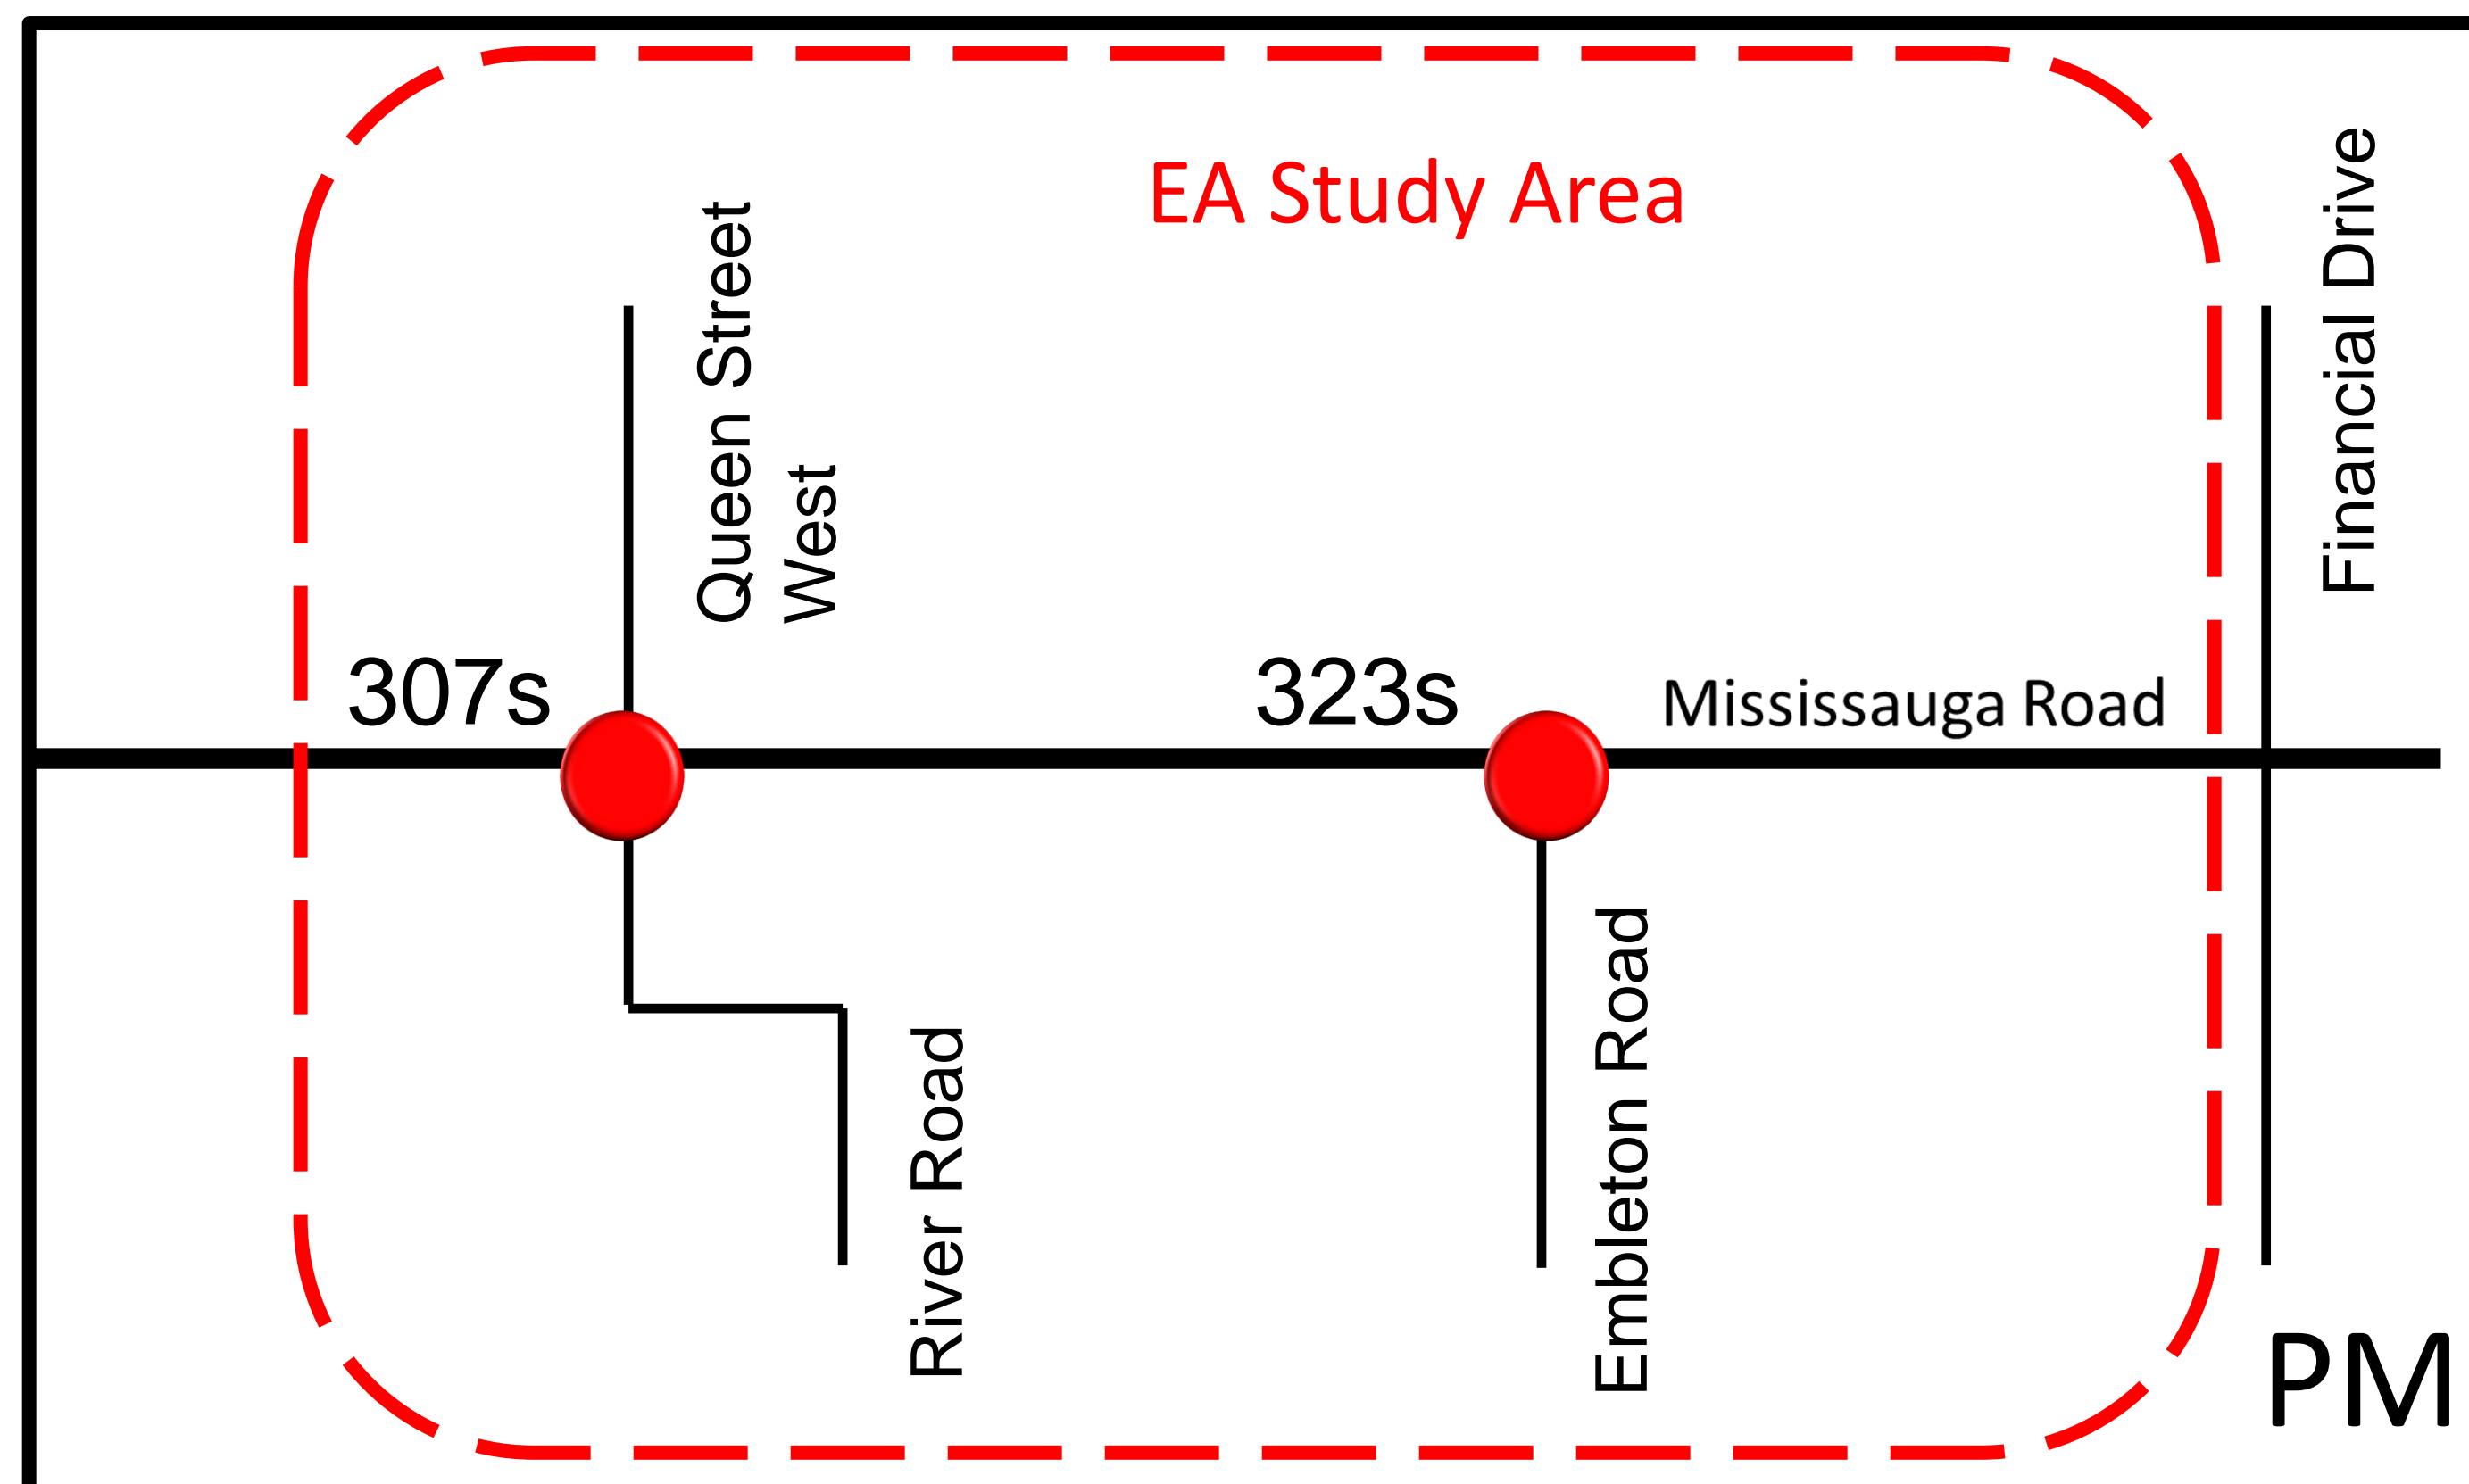 EA Study Area
Queen Street
West
Financial Drive
307s
323s
Mississauga Road
River Road
Embleton Road
PM